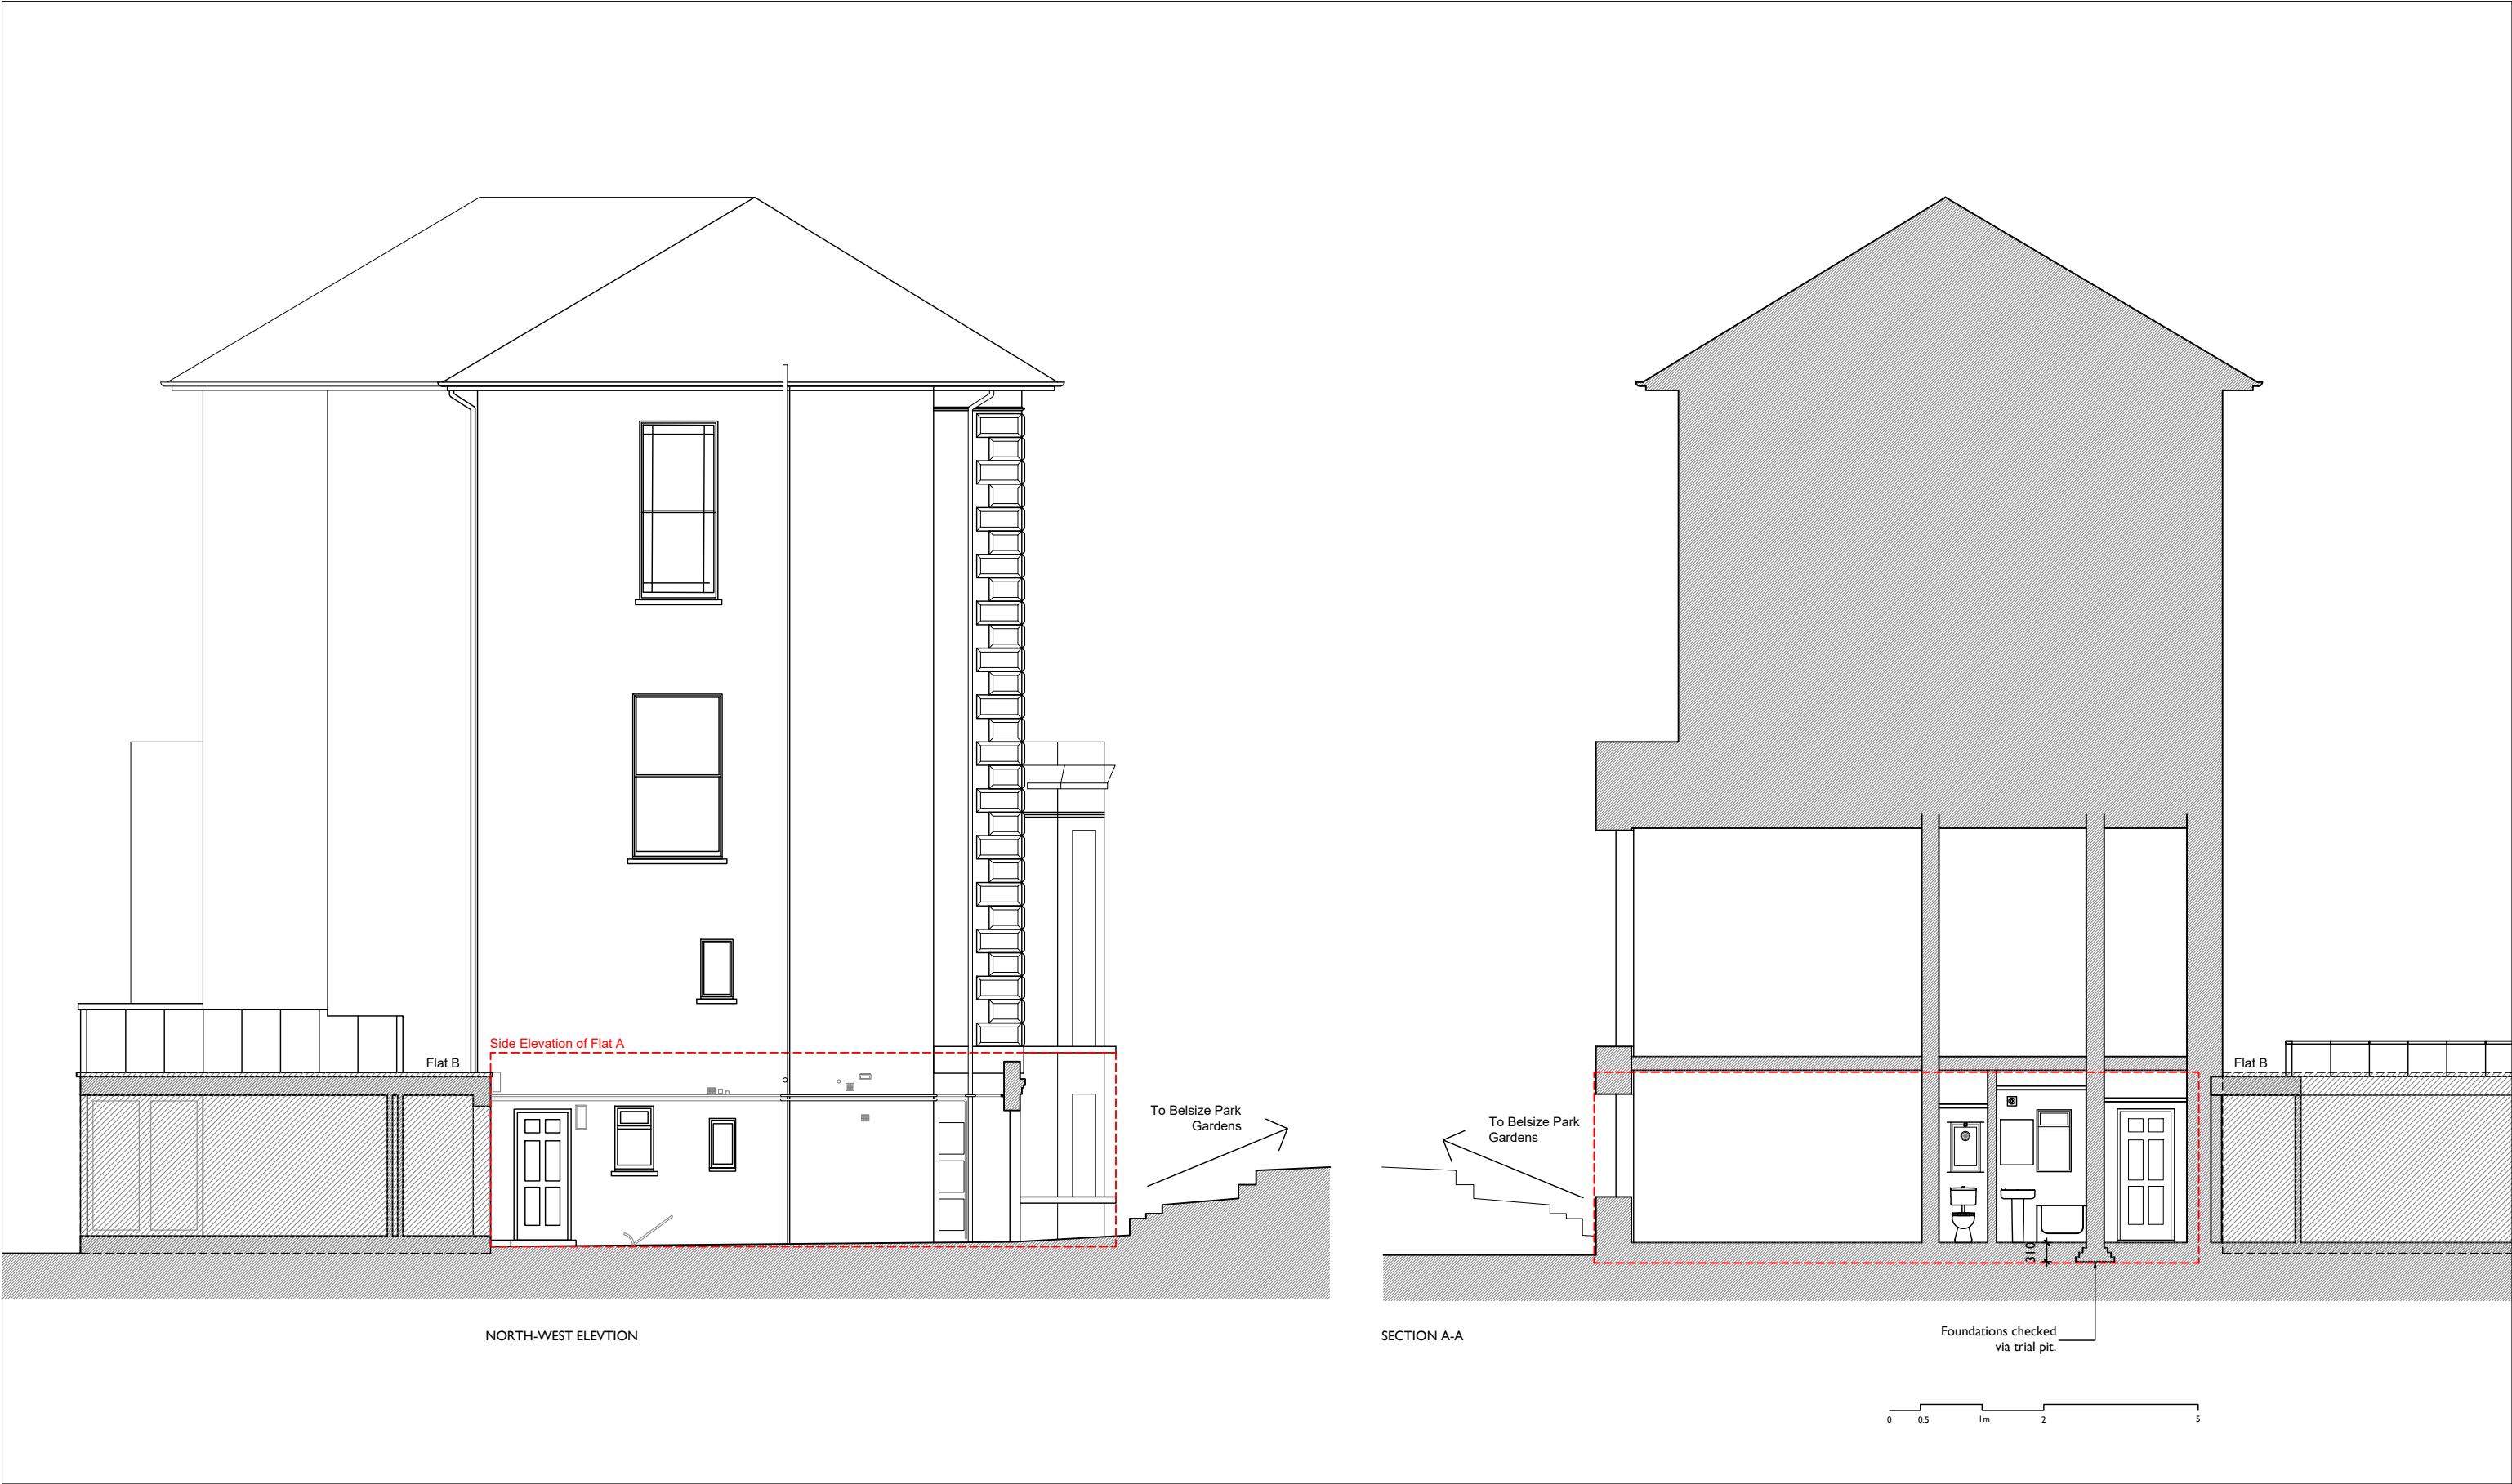 Side Elevation of Flat A
Flat B
To Belsize Park
Gardens
NORTH-WEST ELEVTION
To Belsize Park
Gardens
Flat B
310
SECTION A-A
Foundations checked
via trial pit.
0 0.5 1m 2 5